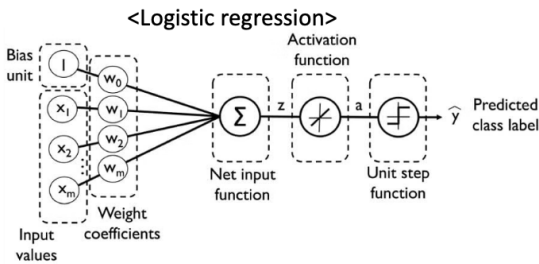 <Logistic regression>
Bias
unit
Activation
function
1
w0
x1
w1
x2
w2
⋮
xm
wm
Σ
z
a
ŷ
Predicted
class label
Net input
function
Unit step
function
Weight
coefficients
Input
values